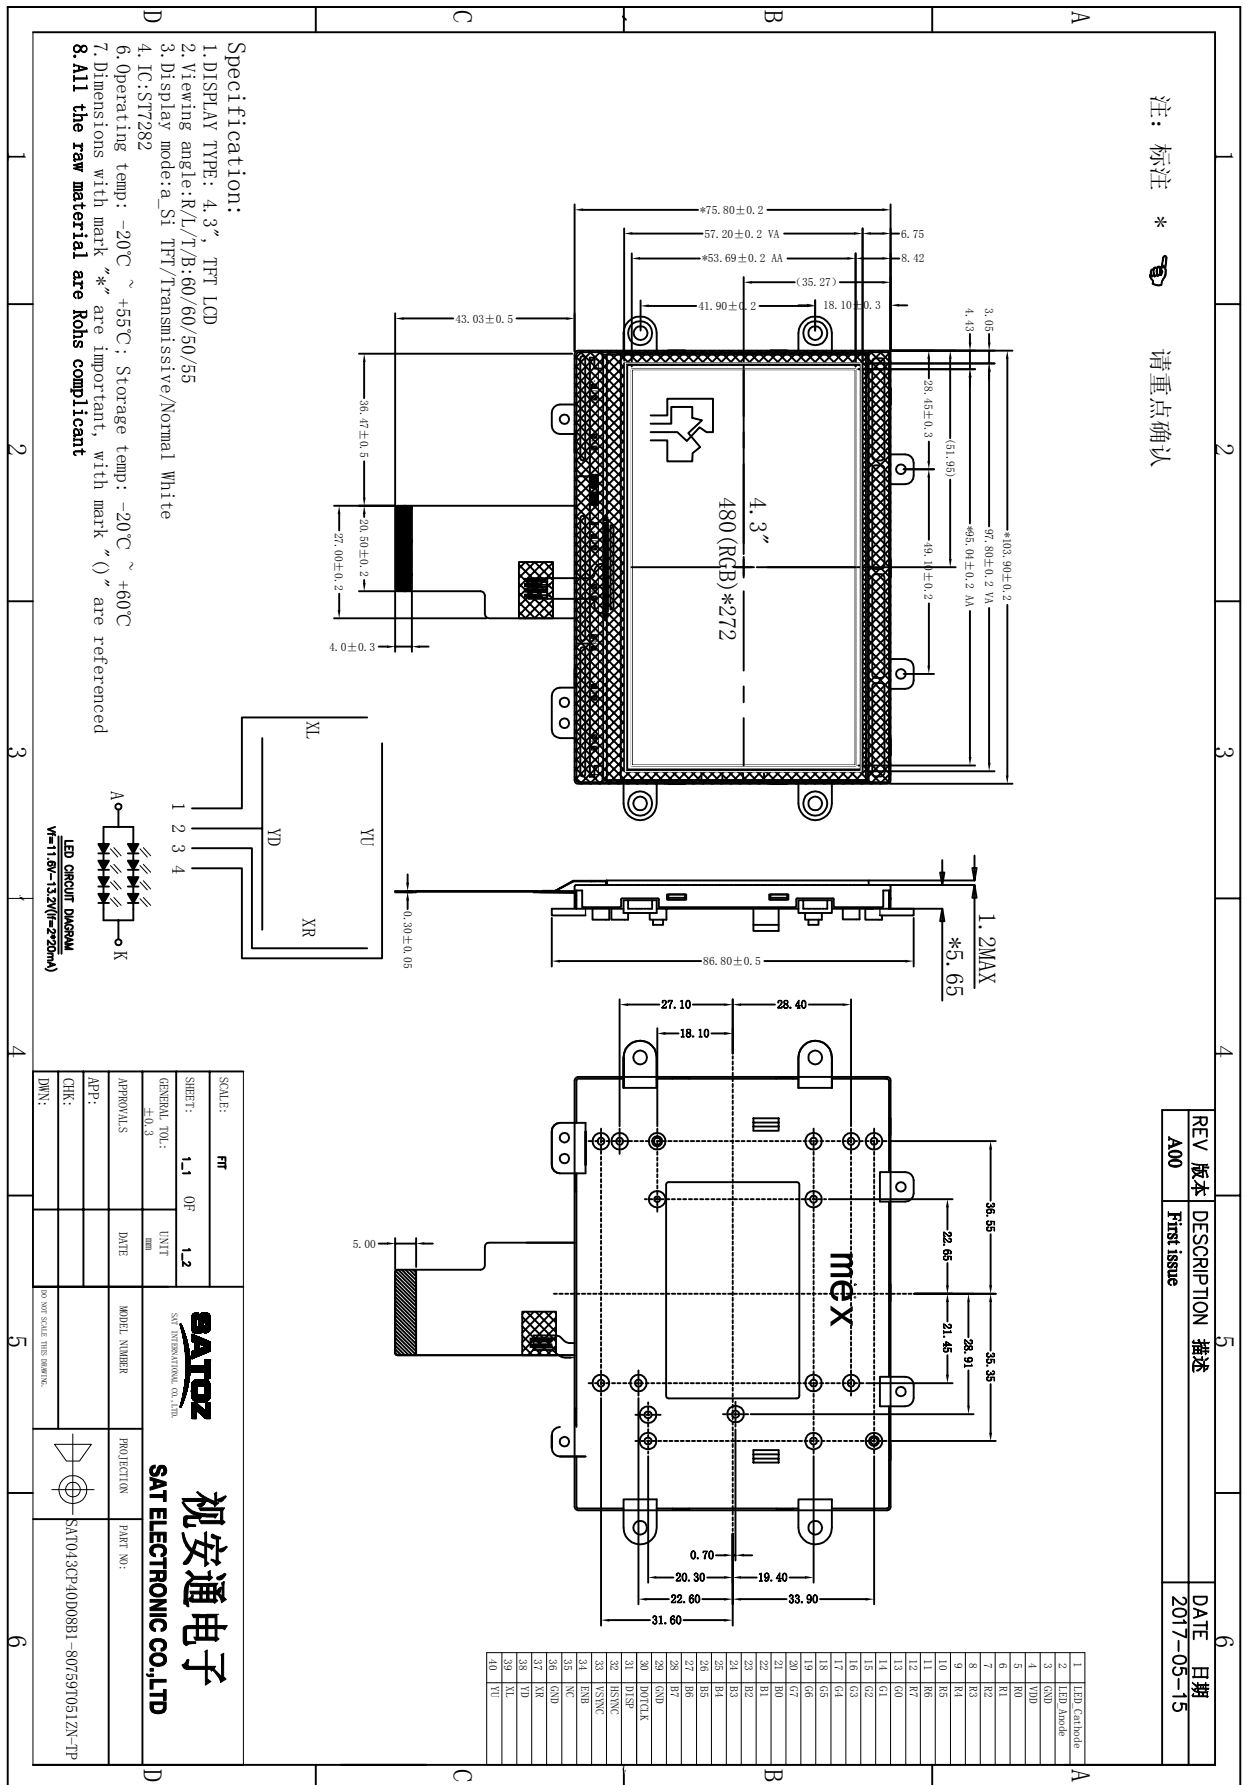 注: 标注 * 请重点确认
REV 版本 DESCRIPTION 描述 DATE 日期
A00 First issue 2017-05-15
*75.80±0.2
57.20±0.2 VA
6.75
*53.69±0.2 AA
8.42
(35.27)
41.90±0.2
18.10±0.3
43.03±0.5
3.05
4.43
*103.90±0.2
97.80±0.2 VA
*95.04±0.2 AA
(51.95)
28.45±0.3
49.10±0.2
36.47±0.5
20.50±0.2
27.00±0.2
4.0±0.3
4.3"
480(RGB)*272
1.2MAX
*5.65
86.80±0.5
0.30±0.05
27.10
28.40
18.10
36.55
35.35
28.91
22.65
21.45
mex
5.00
0.70
20.30
19.40
22.60
33.90
31.60
1 LED_Cathode
2 LED_Anode
3 GND
4 VDD
5 R0
6 R1
7 R2
8 R3
9 R4
10 R5
11 R6
12 R7
13 G0
14 G1
15 G2
16 G3
17 G4
18 G5
19 G6
20 G7
21 B0
22 B1
23 B2
24 B3
25 B4
26 B5
27 B6
28 B7
29 GND
30 DOTCLK
31 DISP
32 HSYNC
33 VSYNC
34 ENB
35 NC
36 GND
37 XR
38 YD
39 XL
40 YU
Specification:
1.DISPLAY TYPE: 4.3", TFT LCD
2.Viewing angle:R/L/T/B:60/60/50/55
3.Display mode:a_Si TFT/Transmissive/Normal White
4.IC:ST7282
6.Operating temp: -20℃ ~ +55℃; Storage temp: -20℃ ~ +60℃
7.Dimensions with mark "*" are important, with mark "()" are referenced
8.All the raw material are Rohs complicant
XL
YU
YD
XR
1 2 3 4
A
K
LED CIRCUIT DIAGRAM
Vf=11.6V-13.2V(If=2*20mA)
SCALE: FIT
SHEET: 1_1 OF 1_2
GENERAL TOL: ±0.3
UNIT mm
APPROVALS DATE
APP:
CHK:
DWN:
SATOZ
SAT INTERNATIONAL CO.,LTD.
视安通电子
SAT ELECTRONIC CO.,LTD
MODEL NUMBER
PROJECTION
PART NO:
SAT043CP40D08B1-80759T051ZN-TP
DO NOT SCALE THIS DRAWING.
1 2 3 4 5 6
1 2 3 4 5 6
A B C D
A B C D